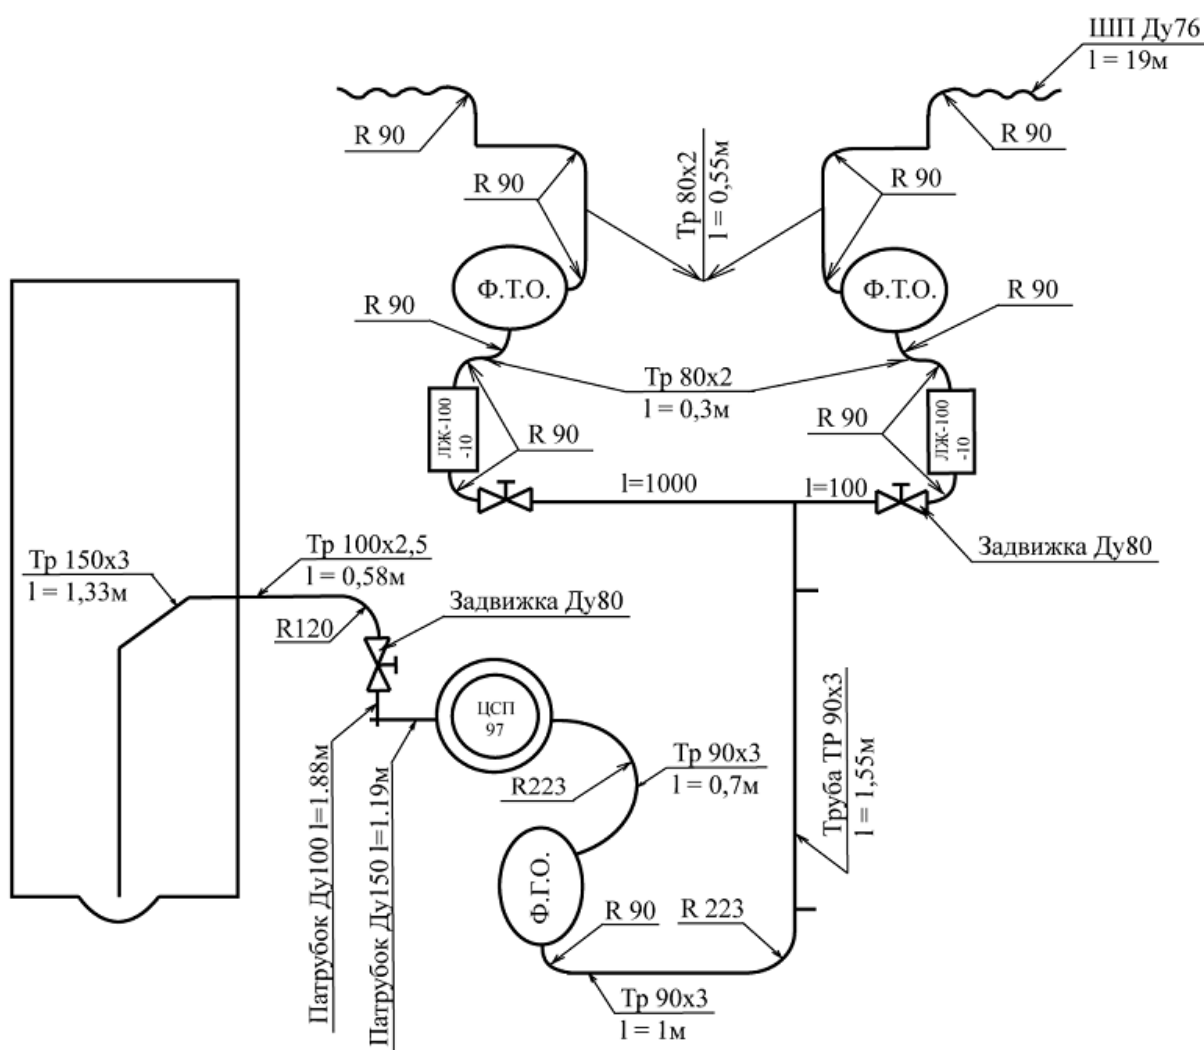 ШП Ду76
l = 19м
R 90
R 90
R 90
R 90
Тр 80х2
l = 0,55м
Ф.Т.О.
Ф.Т.О.
R 90
R 90
Тр 80х2
l = 0,3м
ЛЖ-100
-10
R 90
R 90
ЛЖ-100
-10
l=1000
l=100
Задвижка Ду80
Тр 150х3
l = 1,33м
Тр 100х2,5
l = 0,58м
R120
Задвижка Ду80
ЦСП
97
Патрубок Ду100 l=1.88м
Патрубок Ду150 l=1.19м
R223
Тр 90х3
l = 0,7м
Труба ТР 90х3
l = 1,55м
Ф.Г.О.
R 90
R 223
Тр 90х3
l = 1м